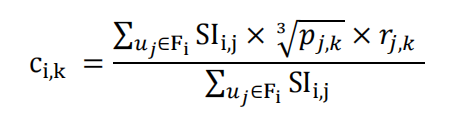 c_{i,k} = \frac{\sum_{u_j \in F_i} SI_{i,j} \times \sqrt[3]{p_{j,k}} \times r_{j,k}}{\sum_{u_j \in F_i} SI_{i,j}}